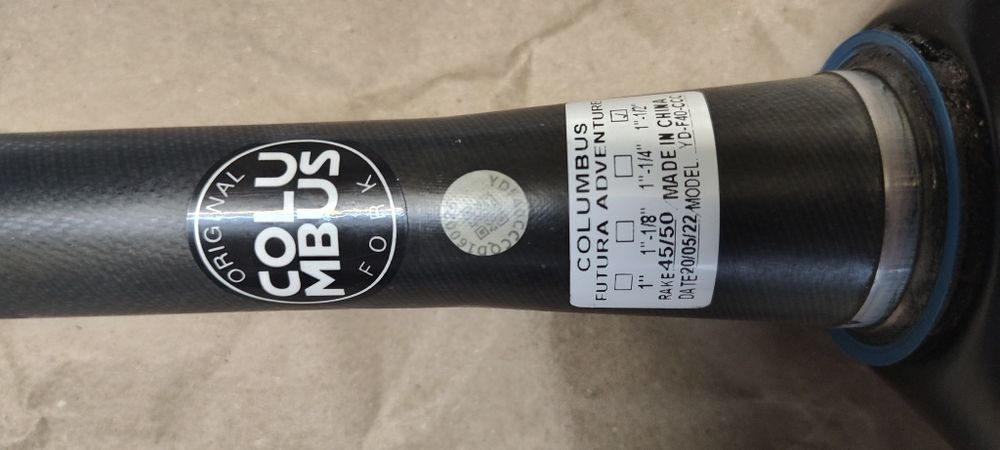 ORIGINAL
COLU
MBUS
FORK
COLUMBUS
FUTURA ADVENTURE
1" 1"-1/8" 1"-1/4" 1"-1/2"
RAKE 45/50 MADE IN CHINA
DATE 20/05/22 MODEL. YD-F40-CCC